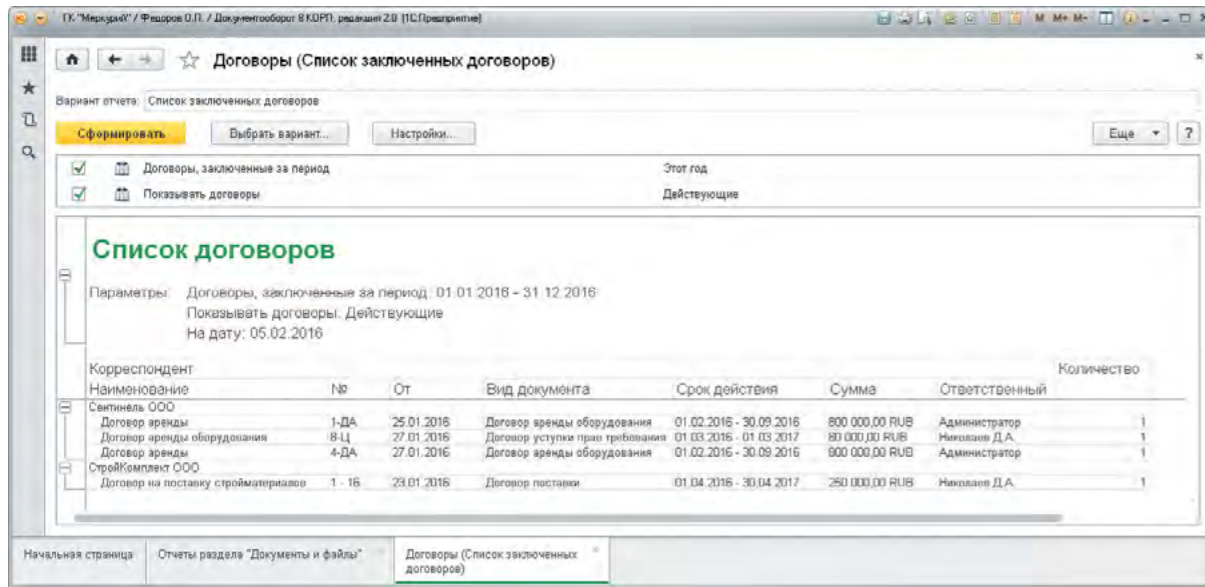 ГК "Меркурий" / Федоров О.П. / Документооборот 8 КОРП, редакция 2.0 (1С:Предприятие)
M M+ M-
Договоры (Список заключенных договоров)
Вариант отчета: Список заключенных договоров
Сформировать Выбрать вариант... Настройки... Еще ?
Договоры, заключенные за период Этот год
Показывать договоры Действующие
Список договоров
Параметры: Договоры, заключенные за период: 01.01.2016 - 31.12.2016
Показывать договоры: Действующие
На дату: 05.02.2016
Корреспондент Количество
Наименование № От Вид документа Срок действия Сумма Ответственный
Сентинель ООО
Договор аренды 1-ДА 25.01.2016 Договор аренды оборудования 01.02.2016 - 30.09.2016 800 000,00 RUB Администратор 1
Договор аренды оборудования 8-Ц 27.01.2016 Договор уступки прав требования 01.03.2016 - 01.03.2017 80 000,00 RUB Николаев Д.А. 1
Договор аренды 4-ДА 27.01.2016 Договор аренды оборудования 01.02.2016 - 30.09.2016 800 000,00 RUB Администратор 1
СтройКомплект ООО
Договор на поставку стройматериалов 1 - 16 23.01.2016 Договор поставки 01.04.2016 - 30.04.2017 250 000,00 RUB Николаев Д.А. 1
Начальная страница Отчеты раздела "Документы и файлы" Договоры (Список заключенных
договоров)